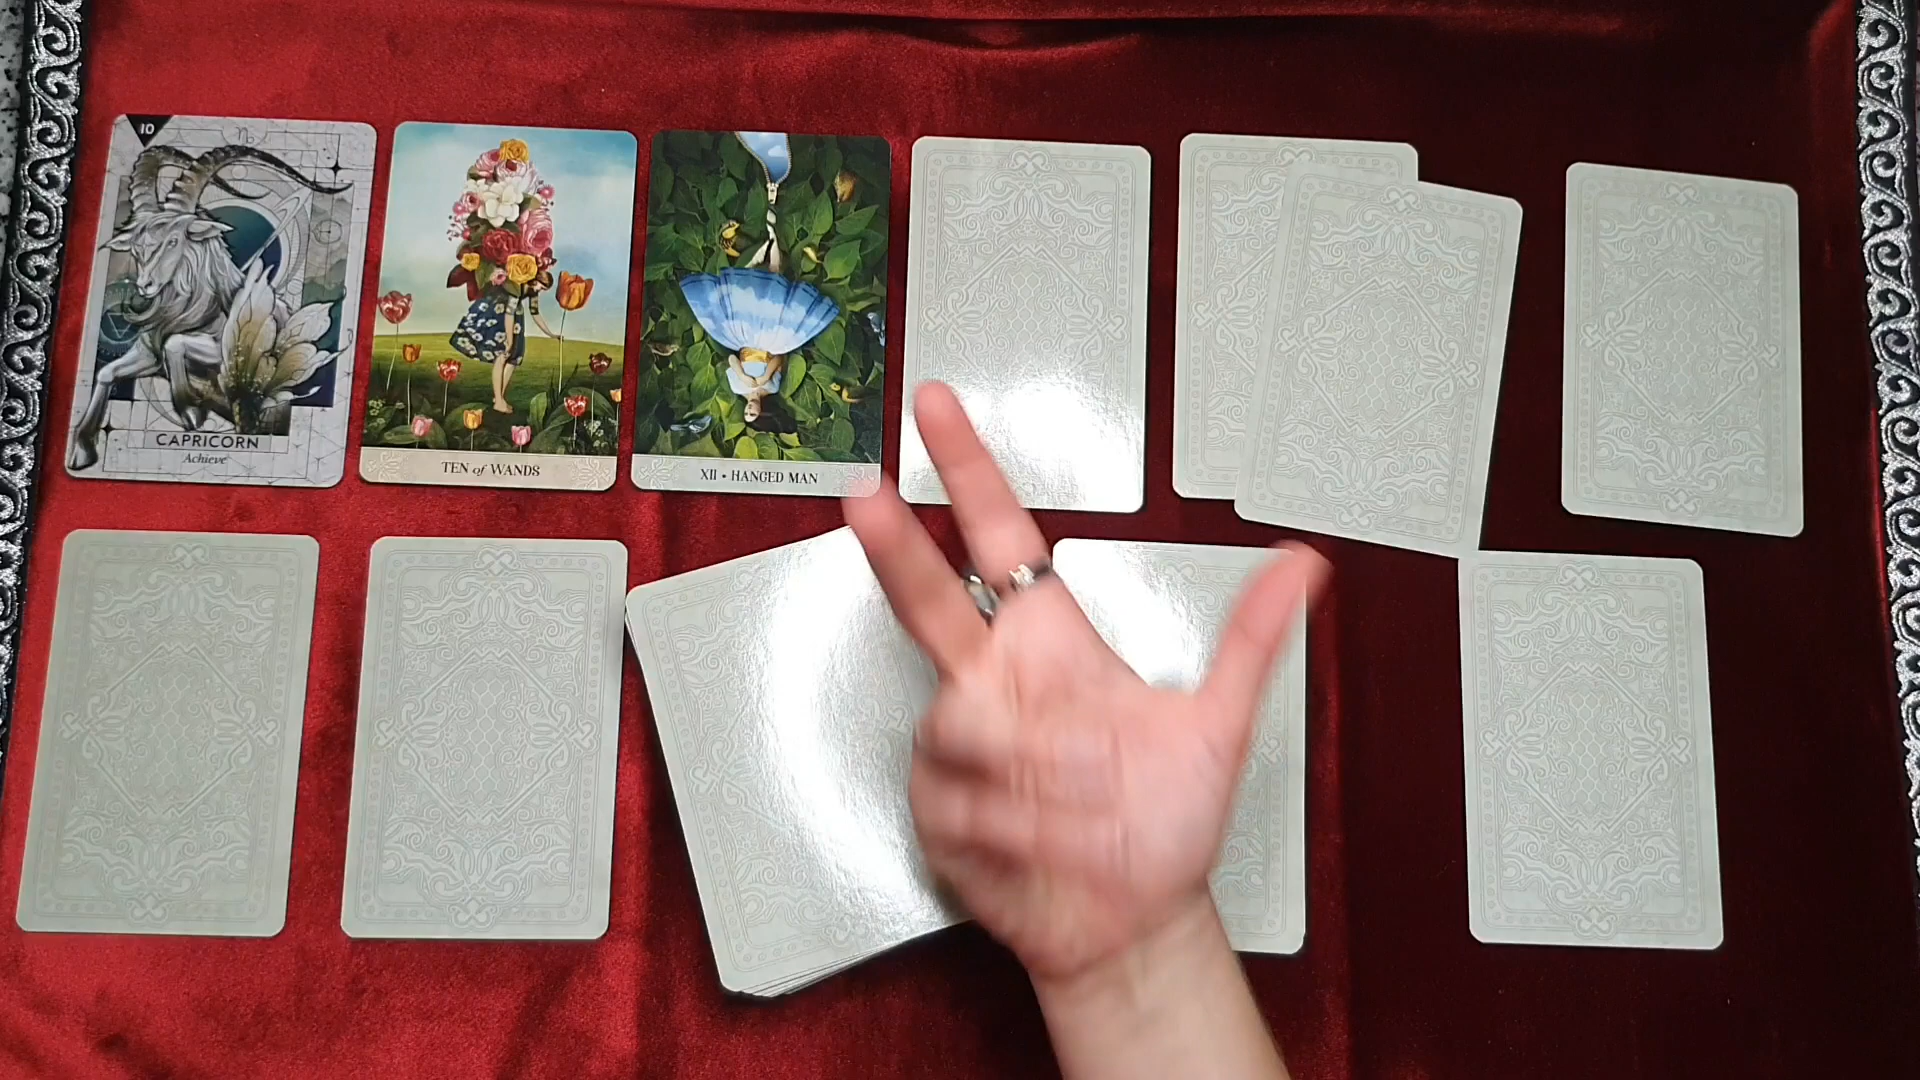 10
CAPRICORN
Achieve
TEN of WANDS
XII • HANGED MAN